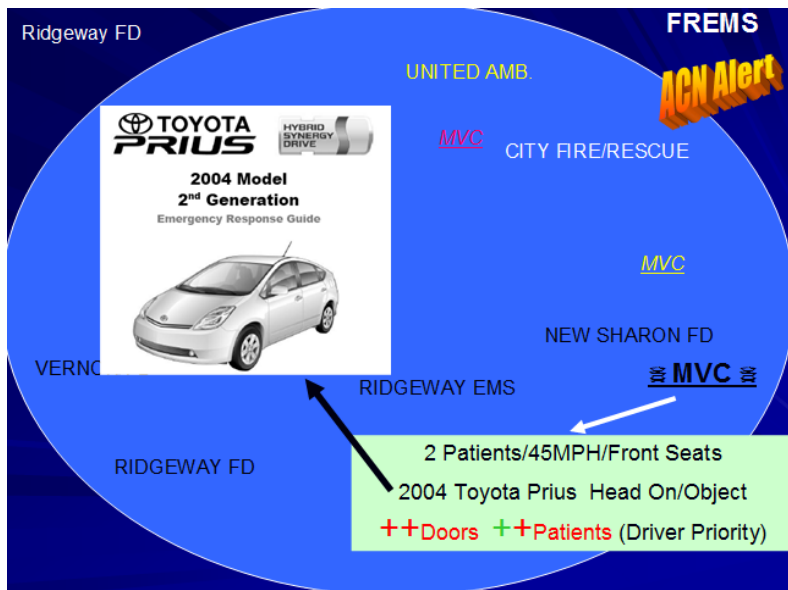 Ridgeway FD
FREMS
ACN Alert
UNITED AMB.
MVC
CITY FIRE/RESCUE
TOYOTA
PRIUS
HYBRID
SYNERGY
DRIVE
2004 Model
2nd Generation
Emergency Response Guide
MVC
NEW SHARON FD
MVC
RIDGEWAY EMS
RIDGEWAY FD
2 Patients/45MPH/Front Seats
2004 Toyota Prius Head On/Object
++Doors ++Patients (Driver Priority)